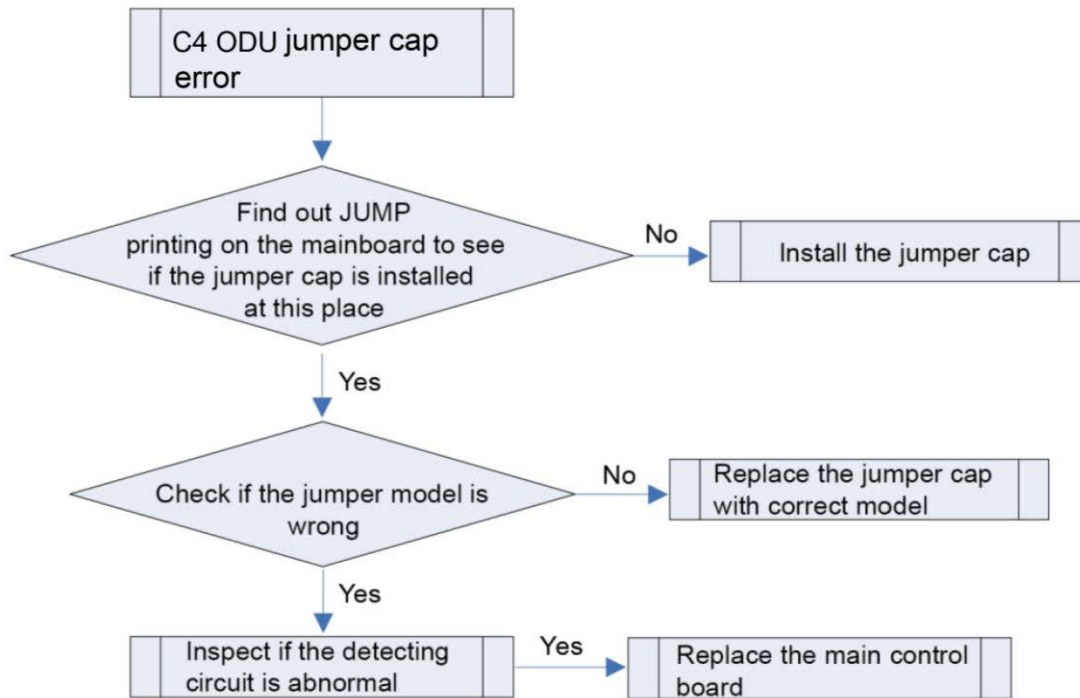 C4 ODU jumper cap
error
Find out JUMP
printing on the mainboard to see
if the jumper cap is installed
at this place
No
Install the jumper cap
Yes
Check if the jumper model is
wrong
No
Replace the jumper cap
with correct model
Yes
Inspect if the detecting
circuit is abnormal
Yes
Replace the main control
board